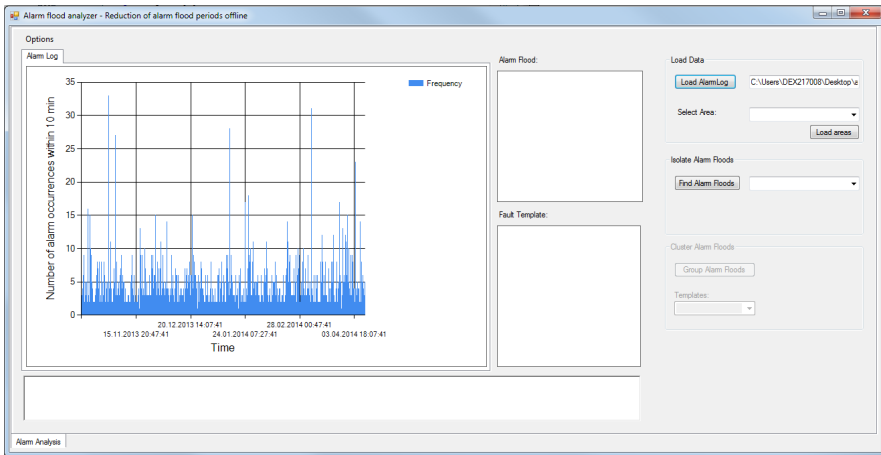 Alarm flood analyzer - Reduction of alarm flood periods offline
Options
Alarm Log
Number of alarm occurrences within 10 min
35
30
25
20
15
10
5
0
Frequency
20.12.2013 14:07:41
28.02.2014 00:47:41
15.11.2013 20:47:41
24.01.2014 07:27:41
03.04.2014 18:07:41
Time
Alarm Flood:
Fault Template:
Load Data
Load AlarmLog
C:\Users\DEX217008\Desktop\a
Select Area:
Load areas
Isolate Alarm Floods
Find Alarm Floods
Cluster Alarm Floods
Group Alarm Floods
Templates:
Alarm Analysis